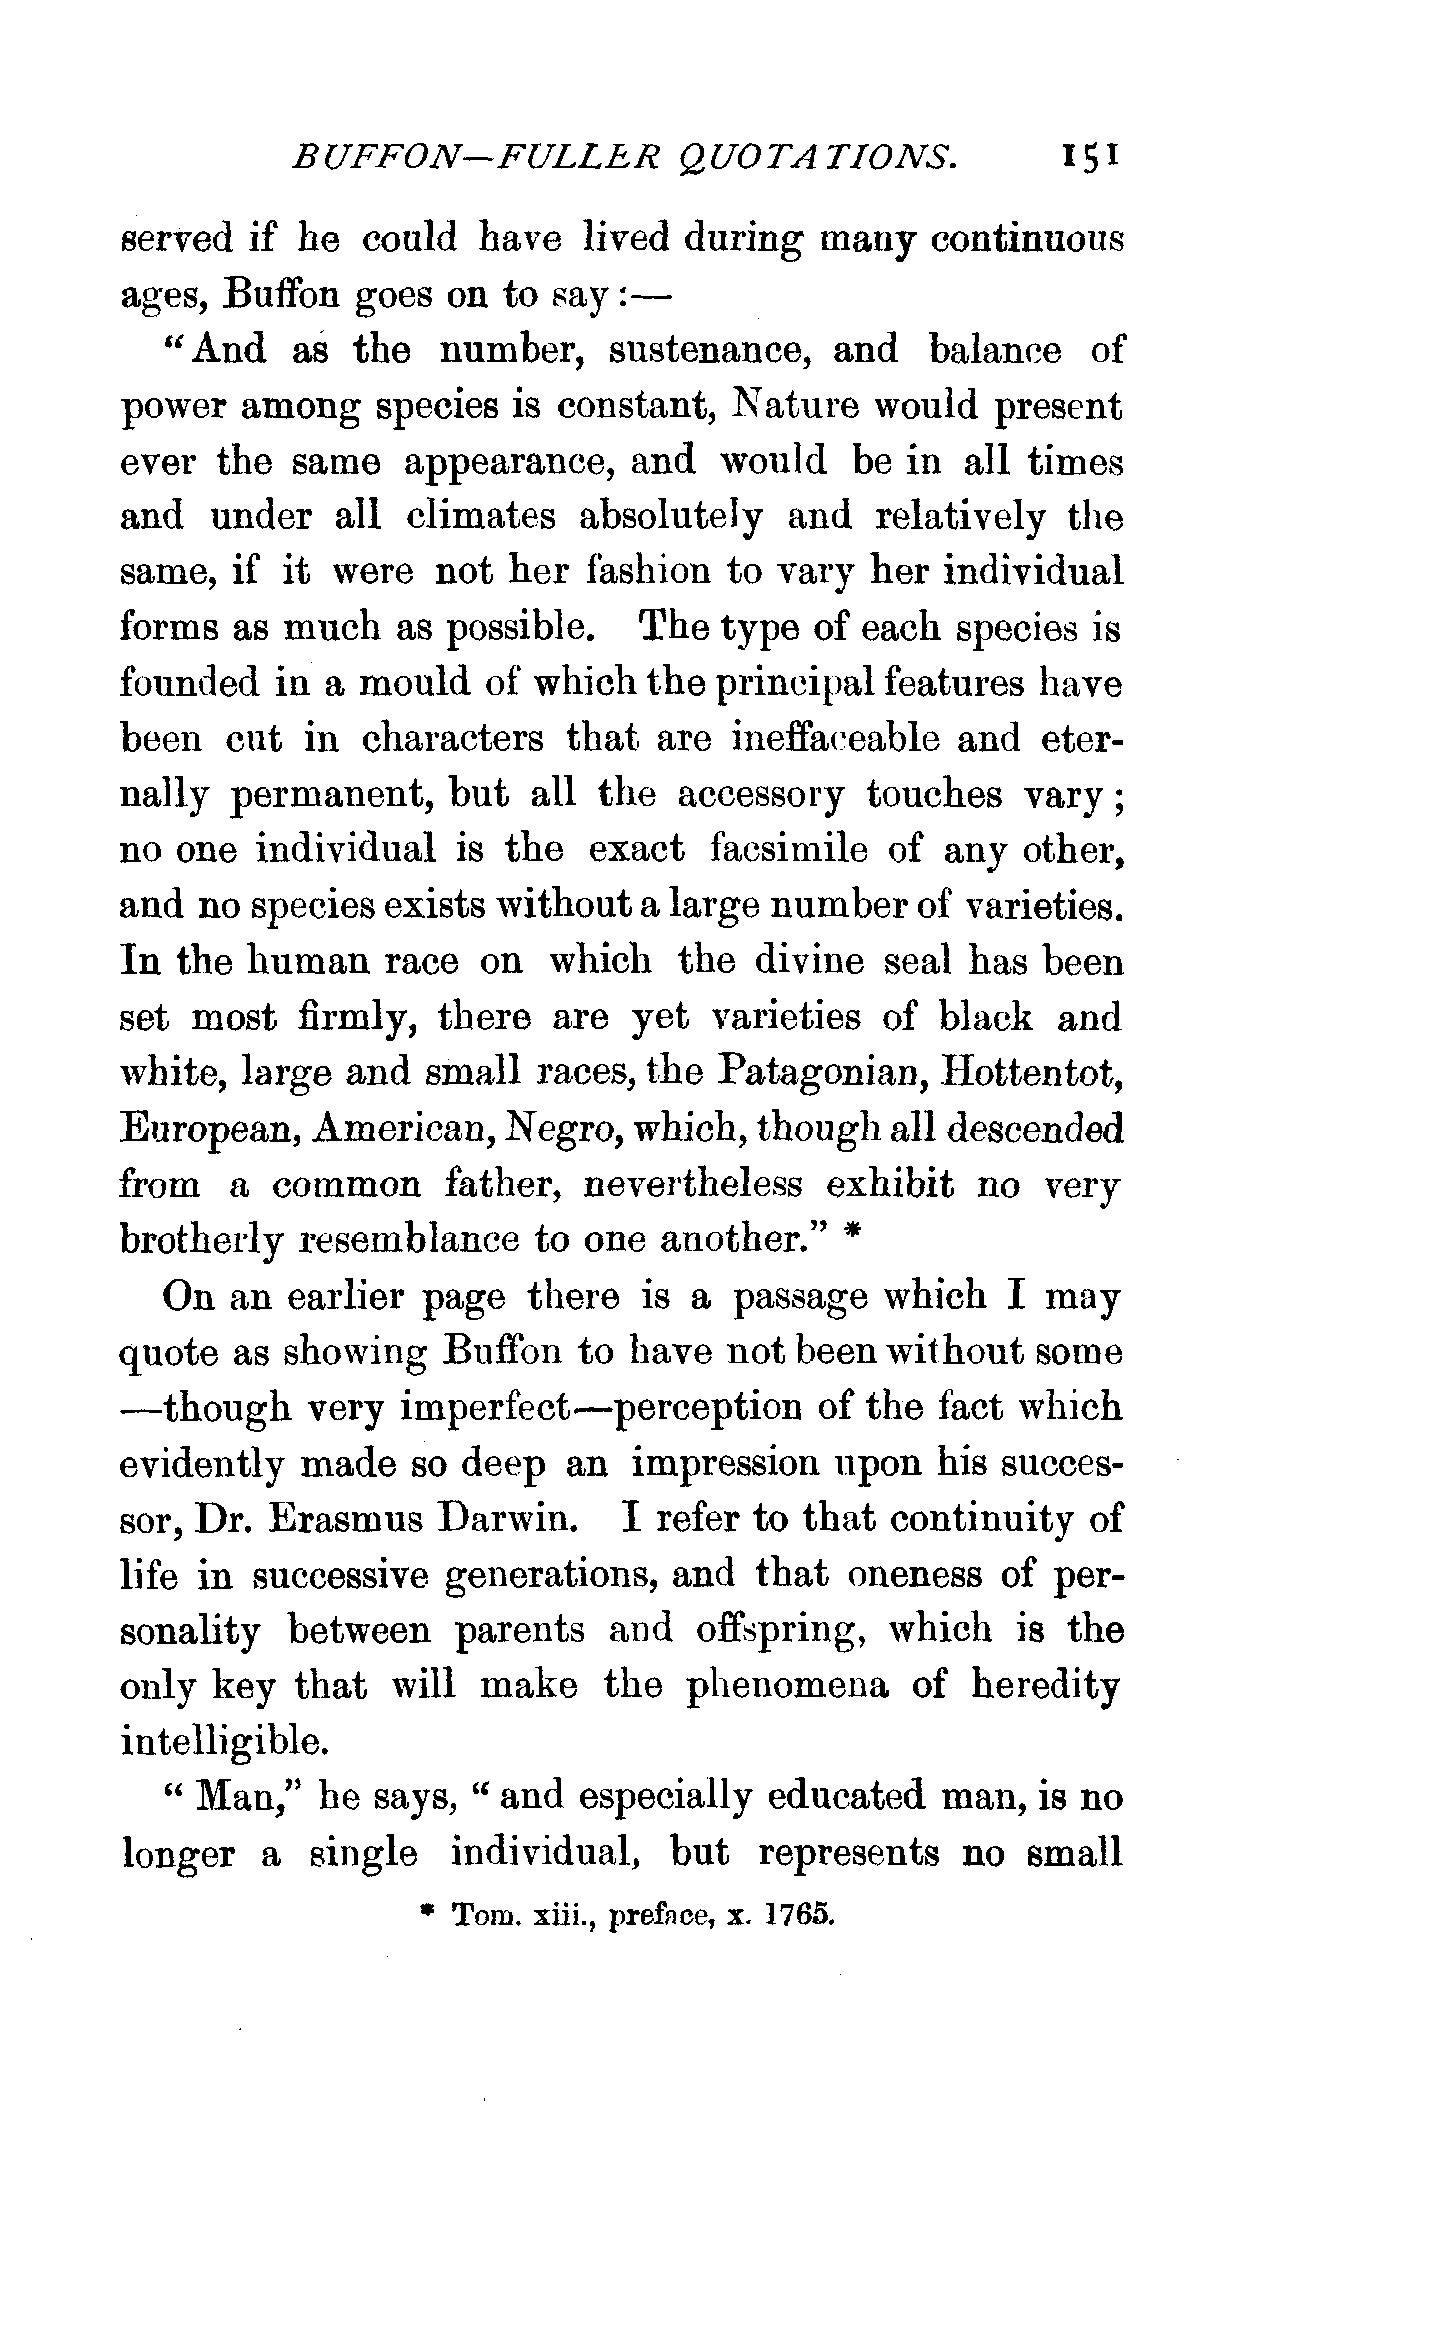 BUFFON—FULLER QUOTATIONS. 151
served if he could have lived during many continuous
ages, Buffon goes on to say:—
"And as the number, sustenance, and balance of
power among species is constant, Nature would present
ever the same appearance, and would be in all times
and under all climates absolutely and relatively the
same, if it were not her fashion to vary her individual
forms as much as possible. The type of each species is
founded in a mould of which the principal features have
been cut in characters that are ineffaceable and eter-
nally permanent, but all the accessory touches vary;
no one individual is the exact facsimile of any other,
and no species exists without a large number of varieties.
In the human race on which the divine seal has been
set most firmly, there are yet varieties of black and
white, large and small races, the Patagonian, Hottentot,
European, American, Negro, which, though all descended
from a common father, nevertheless exhibit no very
brotherly resemblance to one another." *
On an earlier page there is a passage which I may
quote as showing Buffon to have not been without some
—though very imperfect—perception of the fact which
evidently made so deep an impression upon his succes-
sor, Dr. Erasmus Darwin. I refer to that continuity of
life in successive generations, and that oneness of per-
sonality between parents and offspring, which is the
only key that will make the phenomena of heredity
intelligible.
"Man," he says, "and especially educated man, is no
longer a single individual, but represents no small
* Tom. xiii., preface, x. 1765.